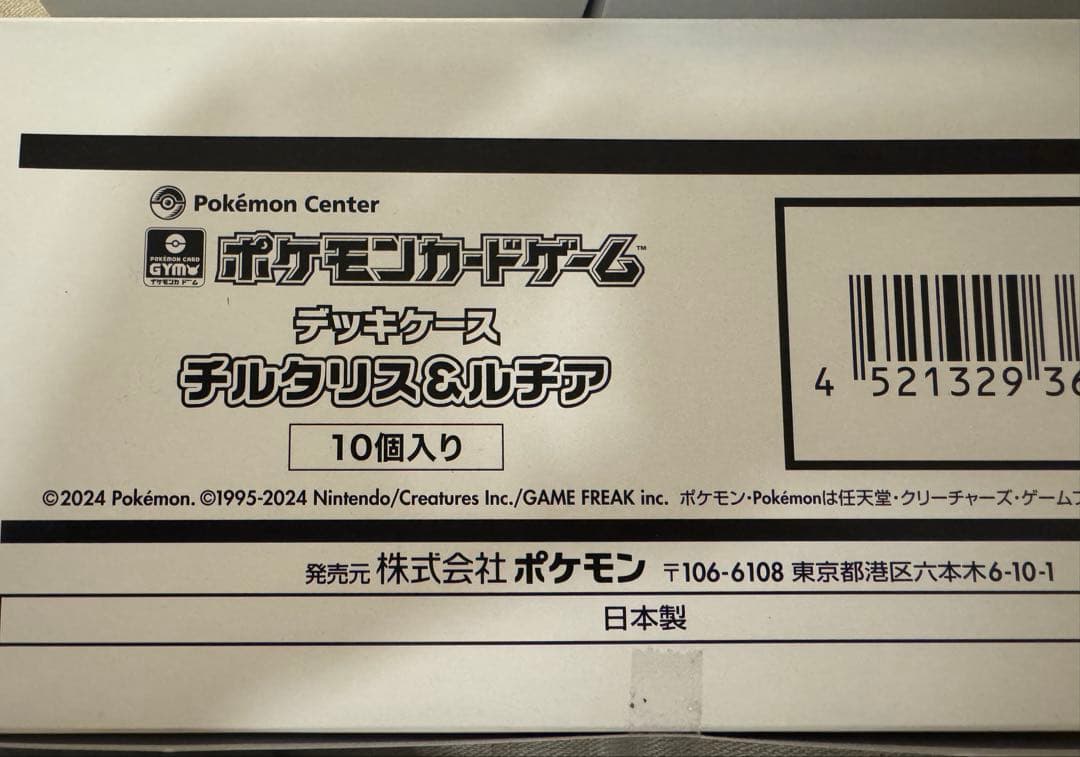 Pokémon Center
POKÉMON CARD
GYM
ポケモンカードゲーム™
デッキケース
チルタリス&ルチア
10個入り
4 521329 36
©2024 Pokémon. ©1995-2024 Nintendo/Creatures Inc./GAME FREAK inc. ポケモン・Pokémonは任天堂・クリーチャーズ・ゲームフ
発売元 株式会社 ポケモン 〒106-6108 東京都港区六本木6-10-1
日本製